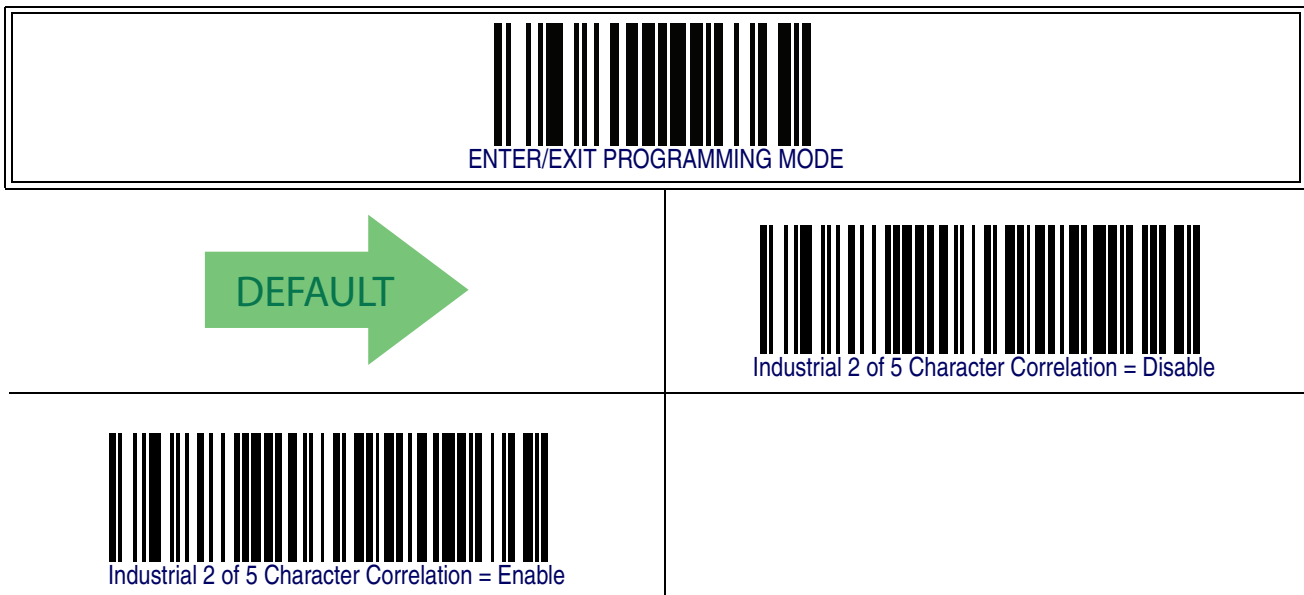 ENTER/EXIT PROGRAMMING MODE
DEFAULT
Industrial 2 of 5 Character Correlation = Disable
Industrial 2 of 5 Character Correlation = Enable